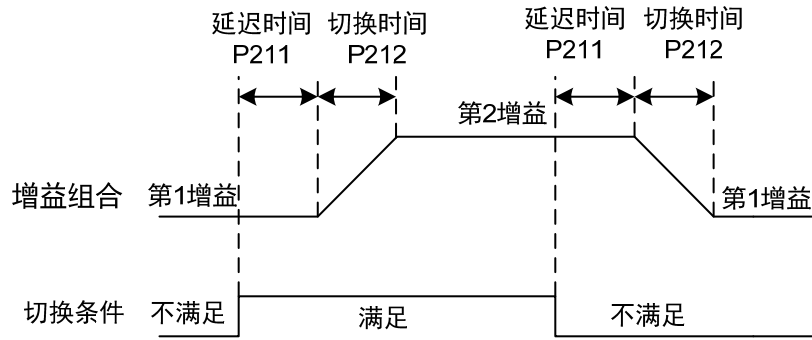 延迟时间 切换时间 延迟时间 切换时间
P211 P212 P211 P212
第2增益
增益组合 第1增益 第1增益
切换条件 不满足 满足 不满足